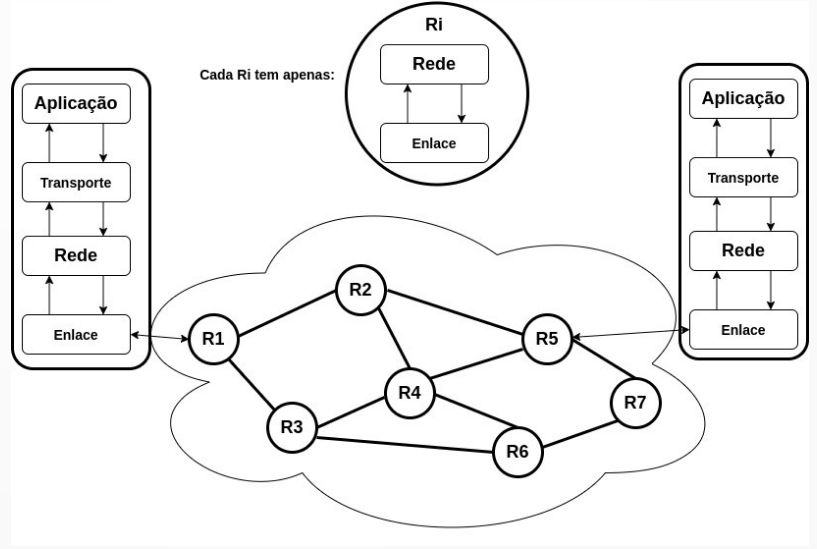 Ri
Cada Ri tem apenas:
Rede
Enlace
Aplicação
Transporte
Rede
Enlace
Aplicação
Transporte
Rede
Enlace
R1
R2
R3
R4
R5
R6
R7